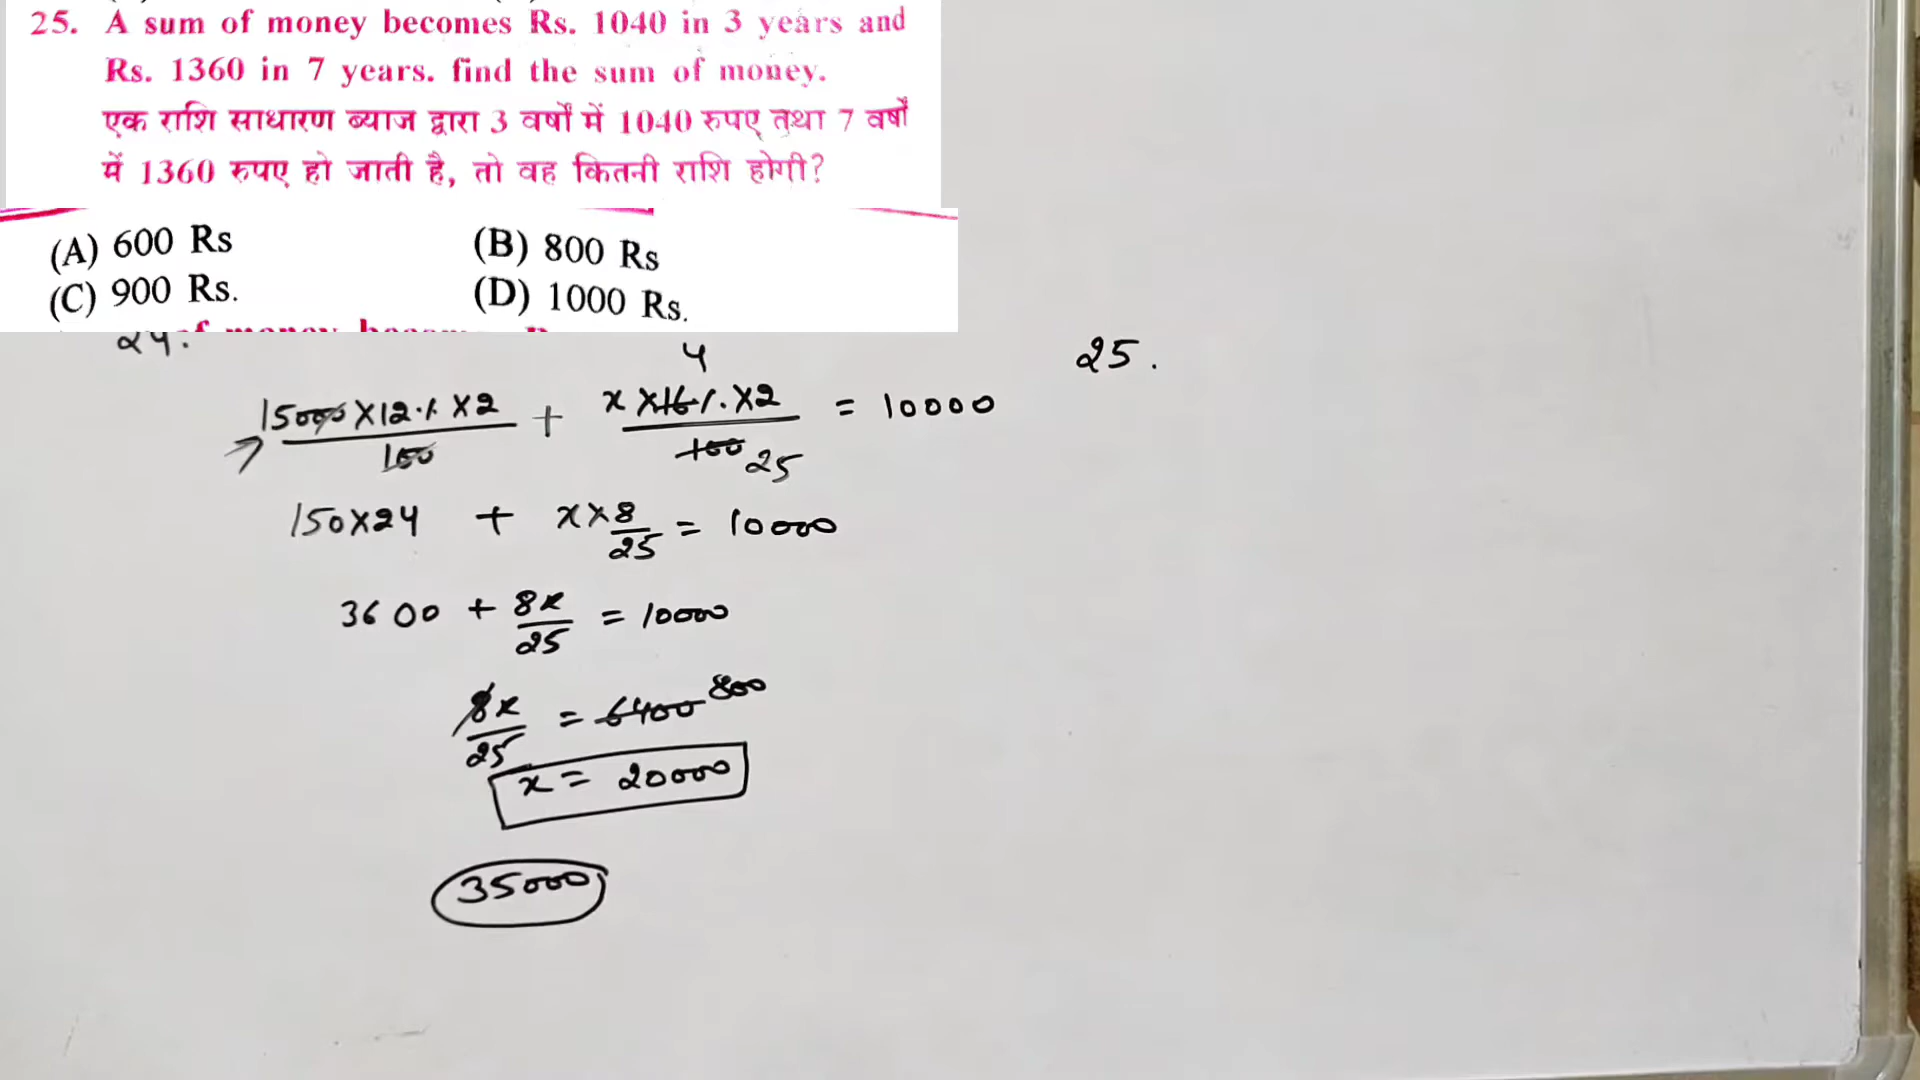 25. A sum of money becomes Rs. 1040 in 3 years and
Rs. 1360 in 7 years. find the sum of money.
एक राशि साधारण ब्याज द्वारा 3 वर्षों में 1040 रुपए तथा 7 वर्षों
में 1360 रुपए हो जाती है, तो वह कितनी राशि होगी?
(A) 600 Rs (B) 800 Rs
(C) 900 Rs. (D) 1000 Rs.
of money
24.
15000×12%×2/100 + x×16%×2/100 = 10000
4
25
150×24 + x×8/25 = 10000
3600 + 8x/25 = 10000
8x/25 = 6400 800
x = 20000
35000
25.